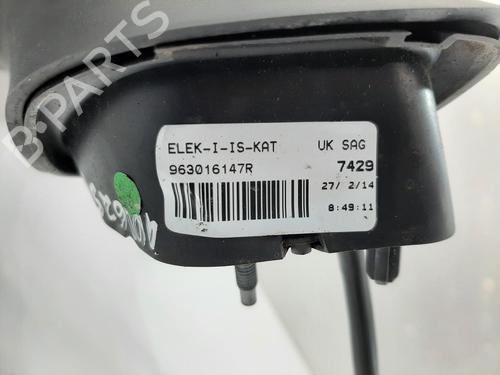 B-PARTS
ELEK-I-IS-KAT UK SAG
963016147R 7429
27/ 2/14
8:49:11